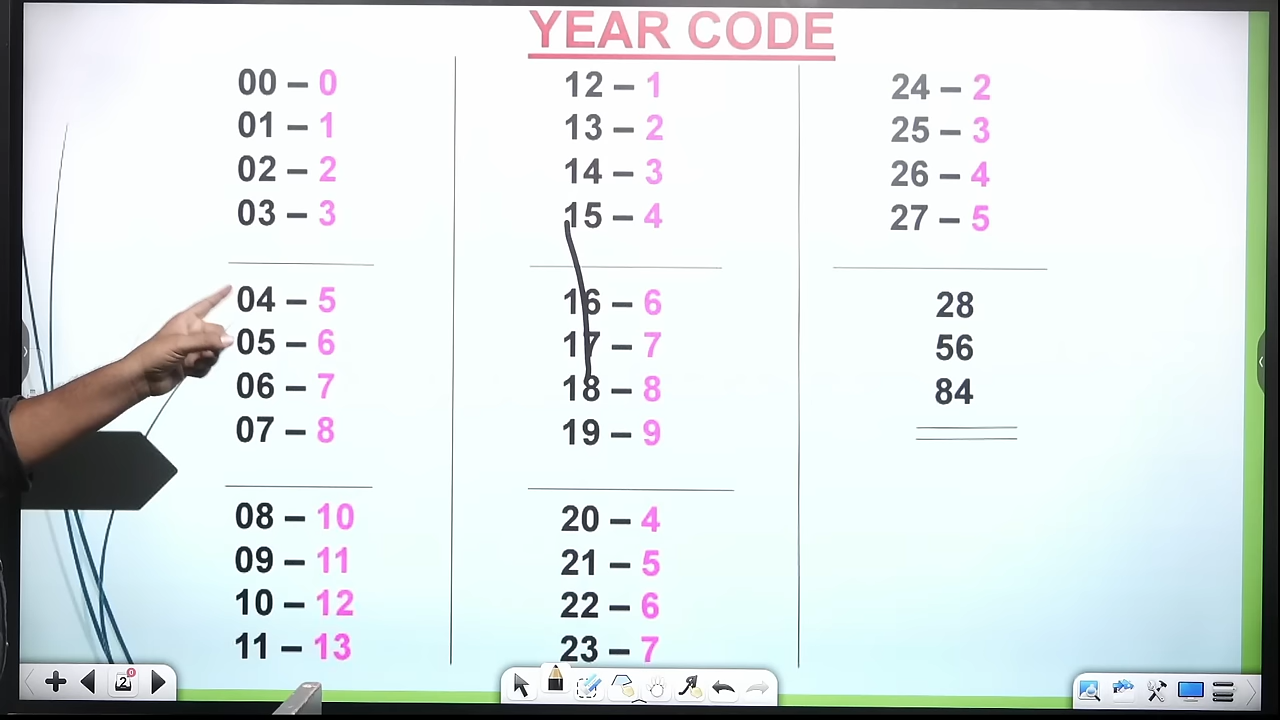 YEAR CODE
00 – 0
01 – 1
02 – 2
03 – 3
04 – 5
05 – 6
06 – 7
07 – 8
08 – 10
09 – 11
10 – 12
11 – 13
12 – 1
13 – 2
14 – 3
15 – 4
16 – 6
17 – 7
18 – 8
19 – 9
20 – 4
21 – 5
22 – 6
23 – 7
24 – 2
25 – 3
26 – 4
27 – 5
28
56
84
2
0